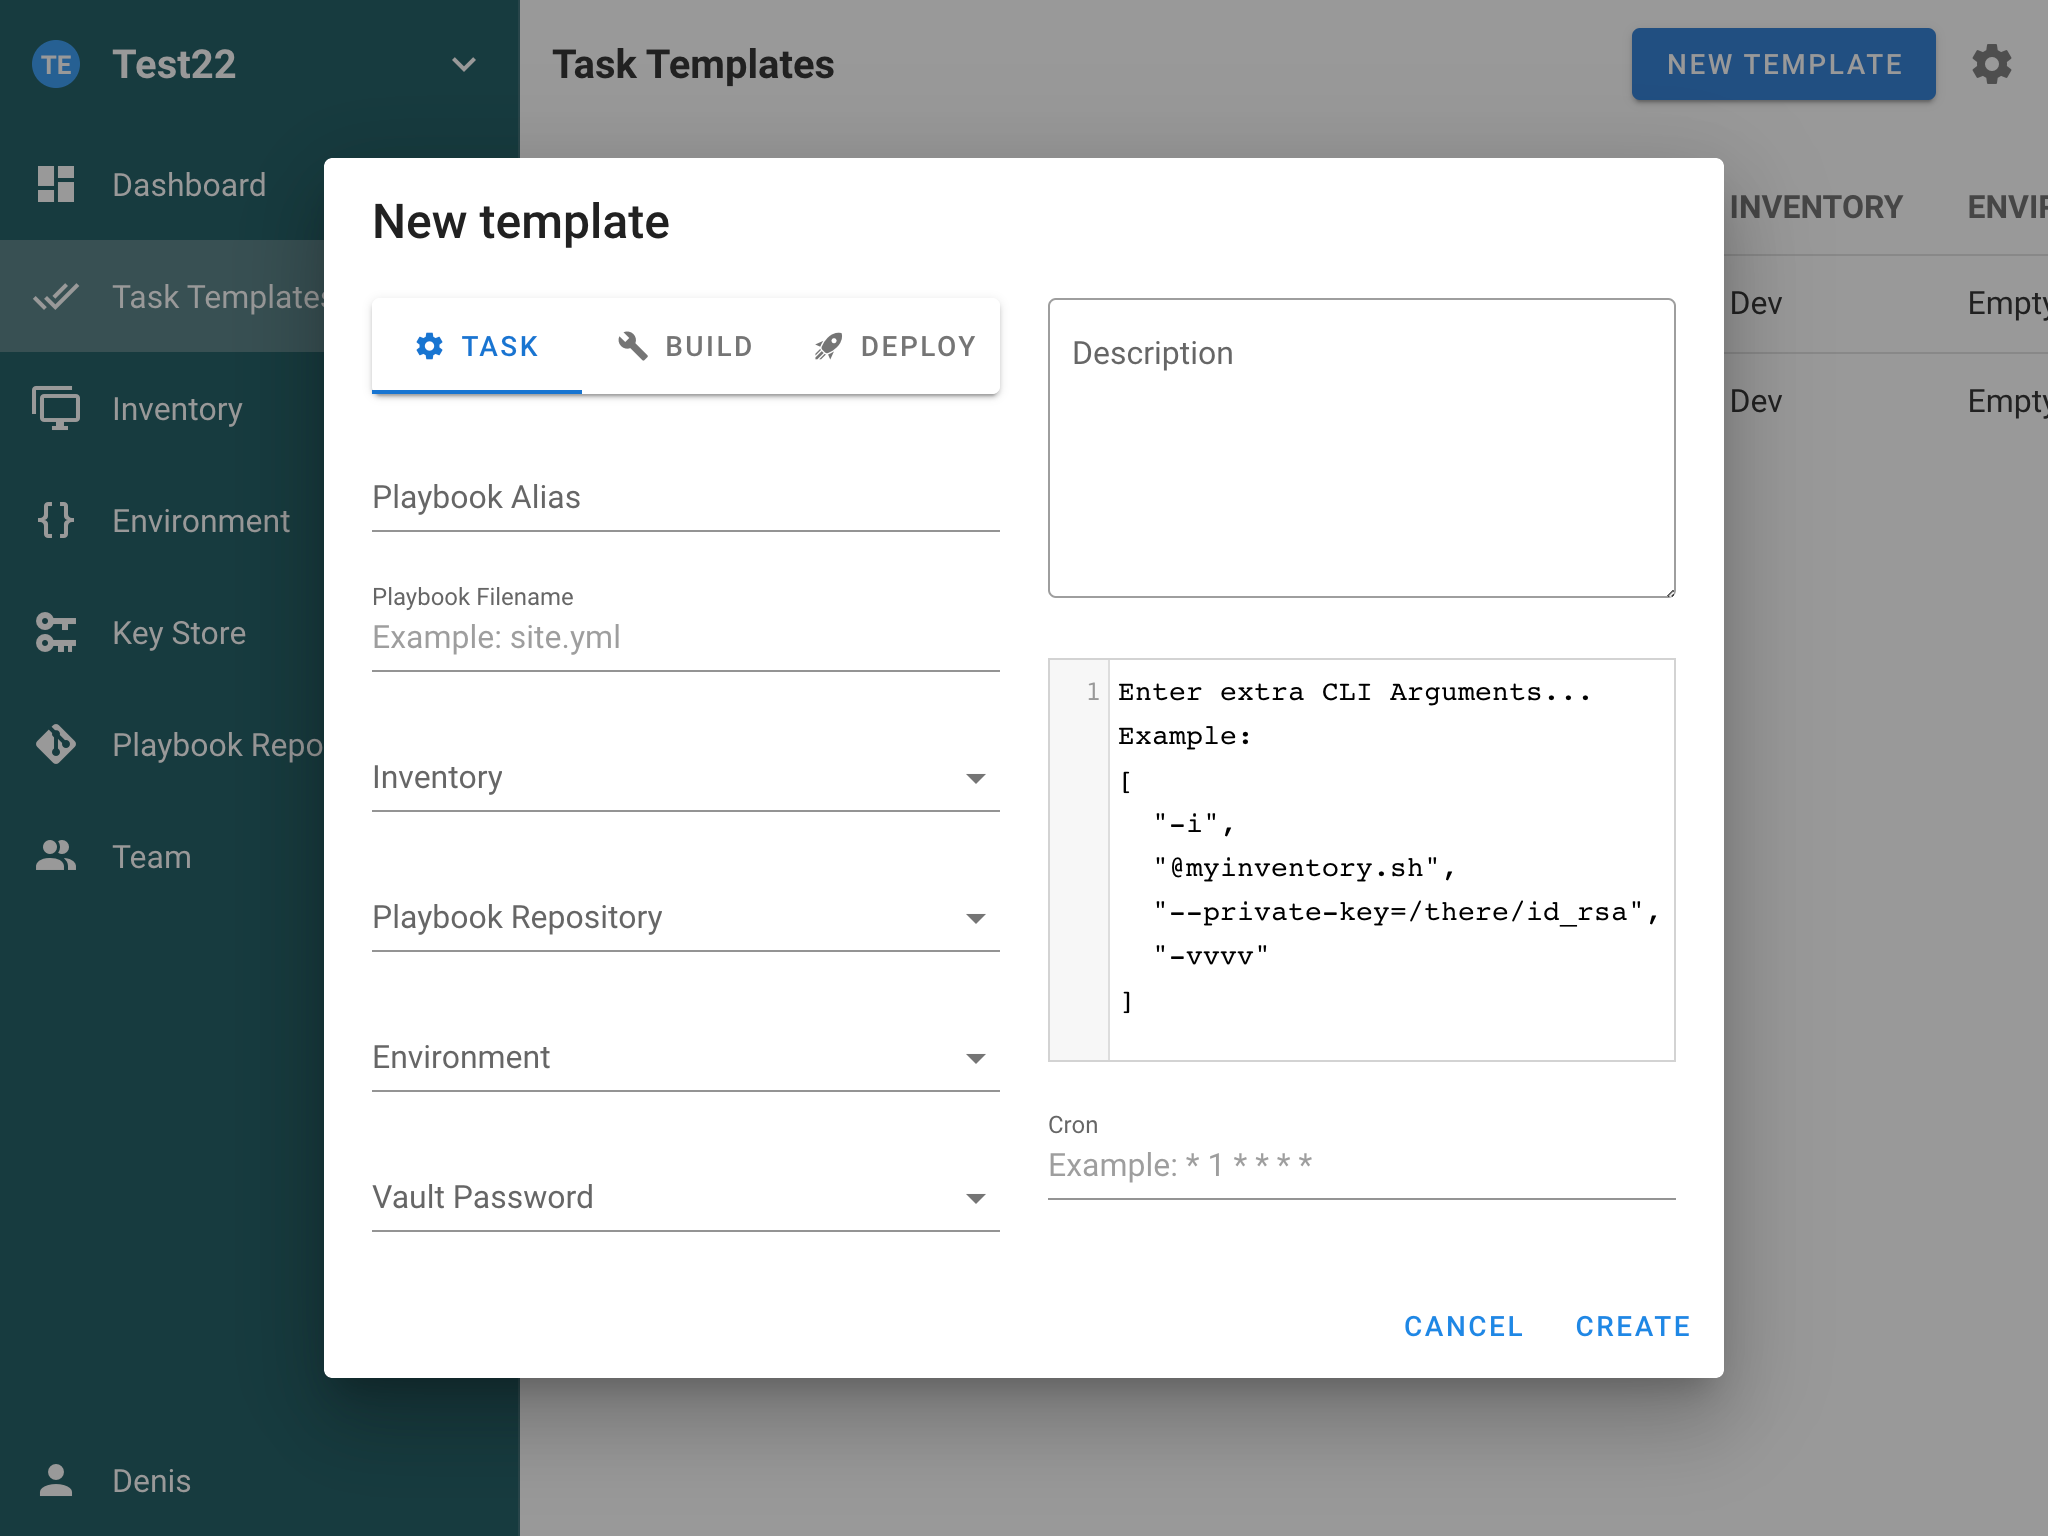 TE
Test22
Task Templates
NEW TEMPLATE
Dashboard
Task Templates
Inventory
Environment
Key Store
Playbook Repo
Team
Denis
INVENTORY
Dev
Empty
Dev
Empty
New template
TASK
BUILD
DEPLOY
Playbook Alias
Playbook Filename
Example: site.yml
Inventory
Playbook Repository
Environment
Vault Password
Description
1
Enter extra CLI Arguments...
Example:
[
"-i",
"@myinventory.sh",
"--private-key=/there/id_rsa",
"-vvvv"
]
Cron
Example: * 1 * * * *
CANCEL
CREATE